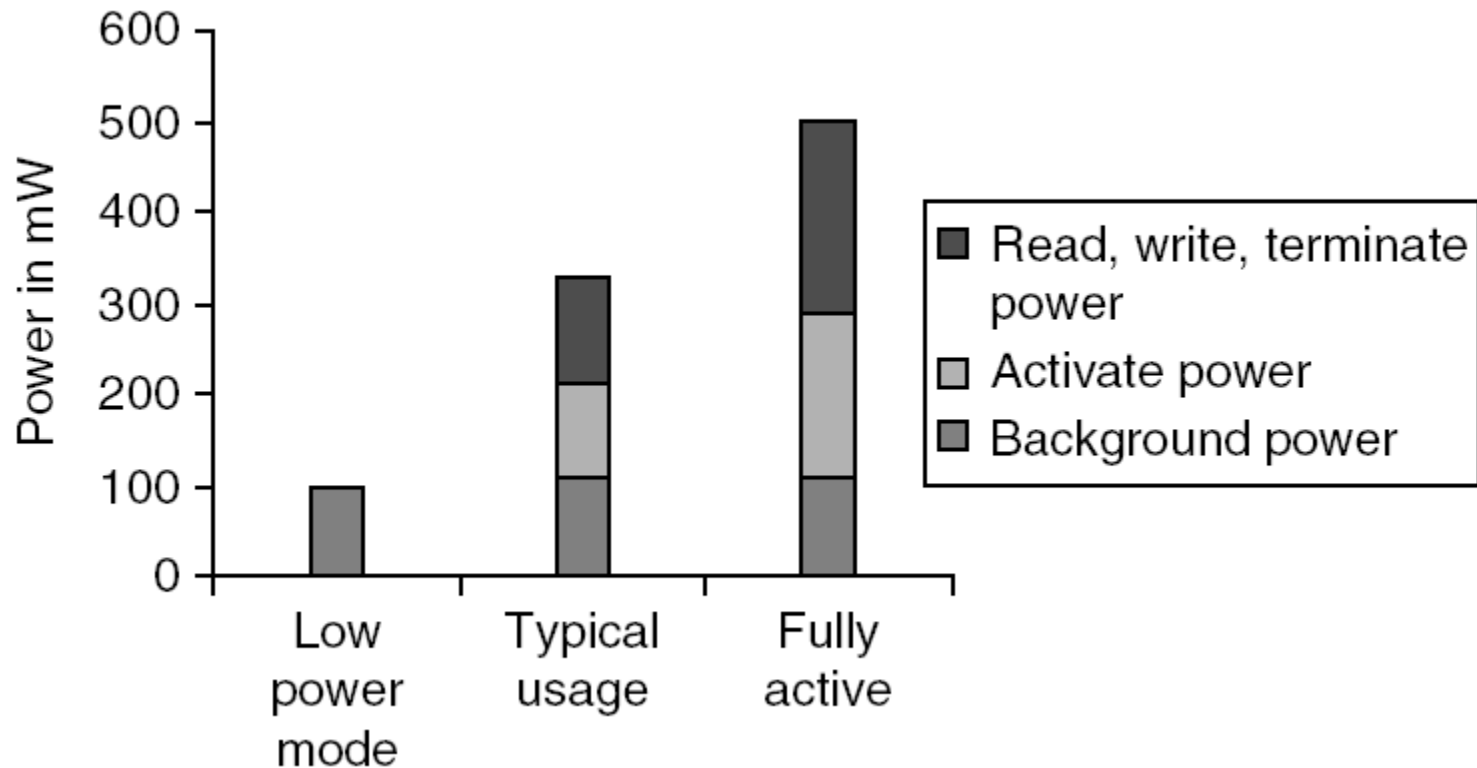 600
500
400
300
200
100
0
Power in mW
Low
power
mode
Typical
usage
Fully
active
Read, write, terminate
power
Activate power
Background power